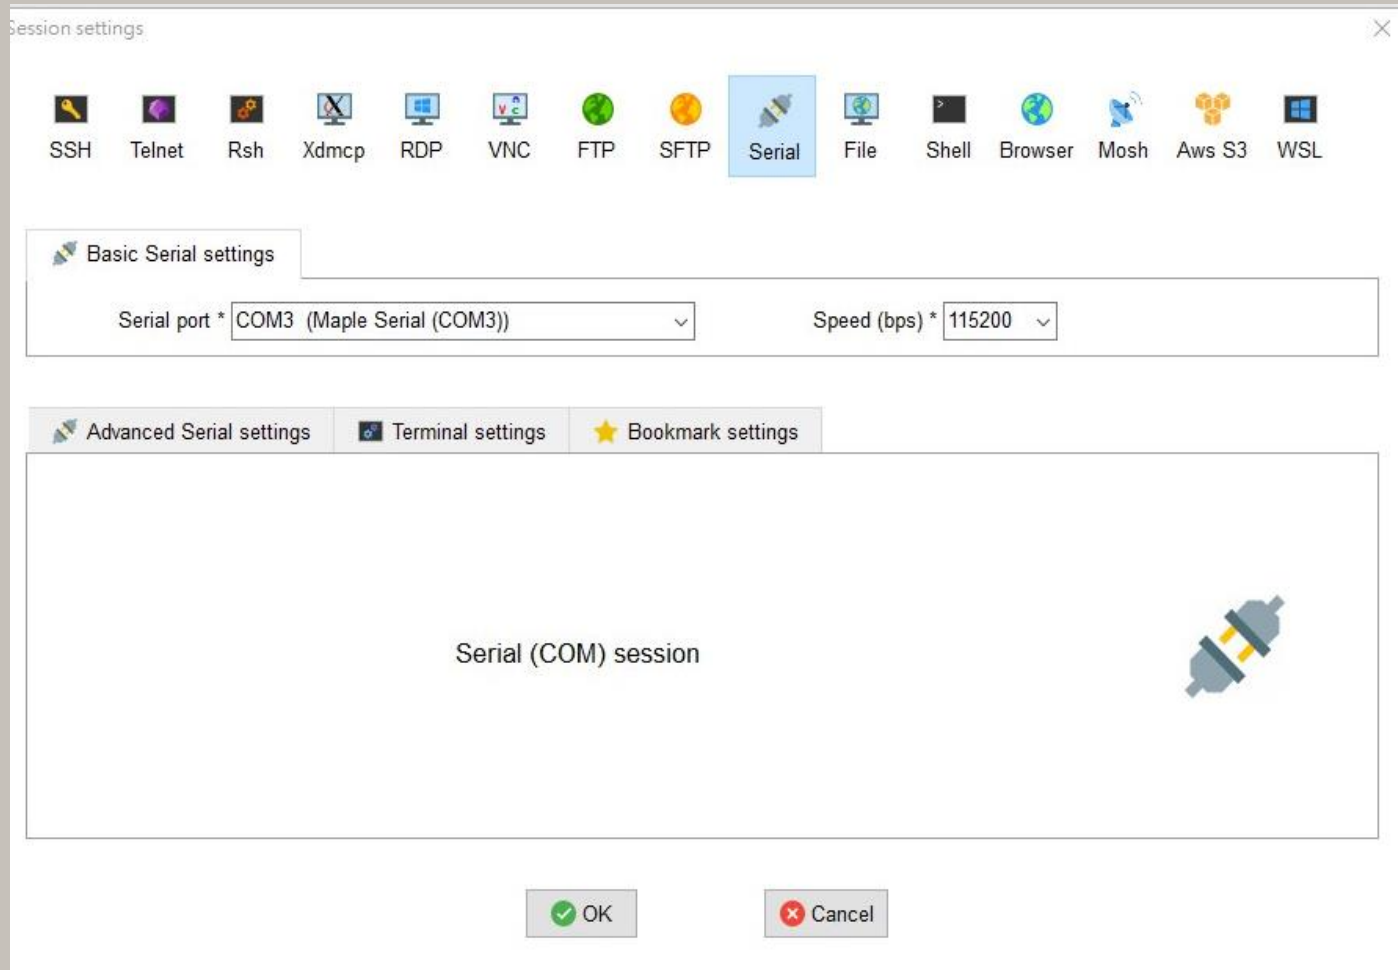 Session settings
SSH Telnet Rsh Xdmcp RDP VNC FTP SFTP Serial File Shell Browser Mosh Aws S3 WSL
Basic Serial settings
Serial port * COM3 (Maple Serial (COM3)) Speed (bps) * 115200
Advanced Serial settings Terminal settings Bookmark settings
Serial (COM) session
OK Cancel